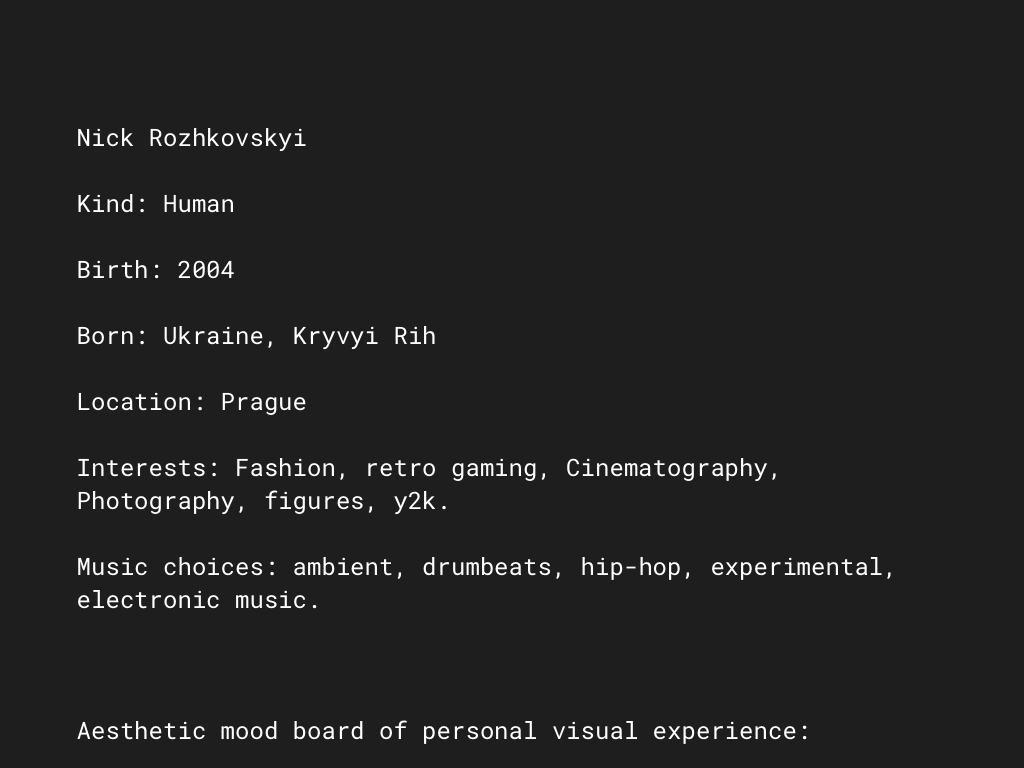 Nick Rozhkovskyi
Kind: Human
Birth: 2004
Born: Ukraine, Kryvyi Rih
Location: Prague
Interests: Fashion, retro gaming, Cinematography,
Photography, figures, y2k.
Music choices: ambient, drumbeats, hip-hop, experimental,
electronic music.
Aesthetic mood board of personal visual experience: